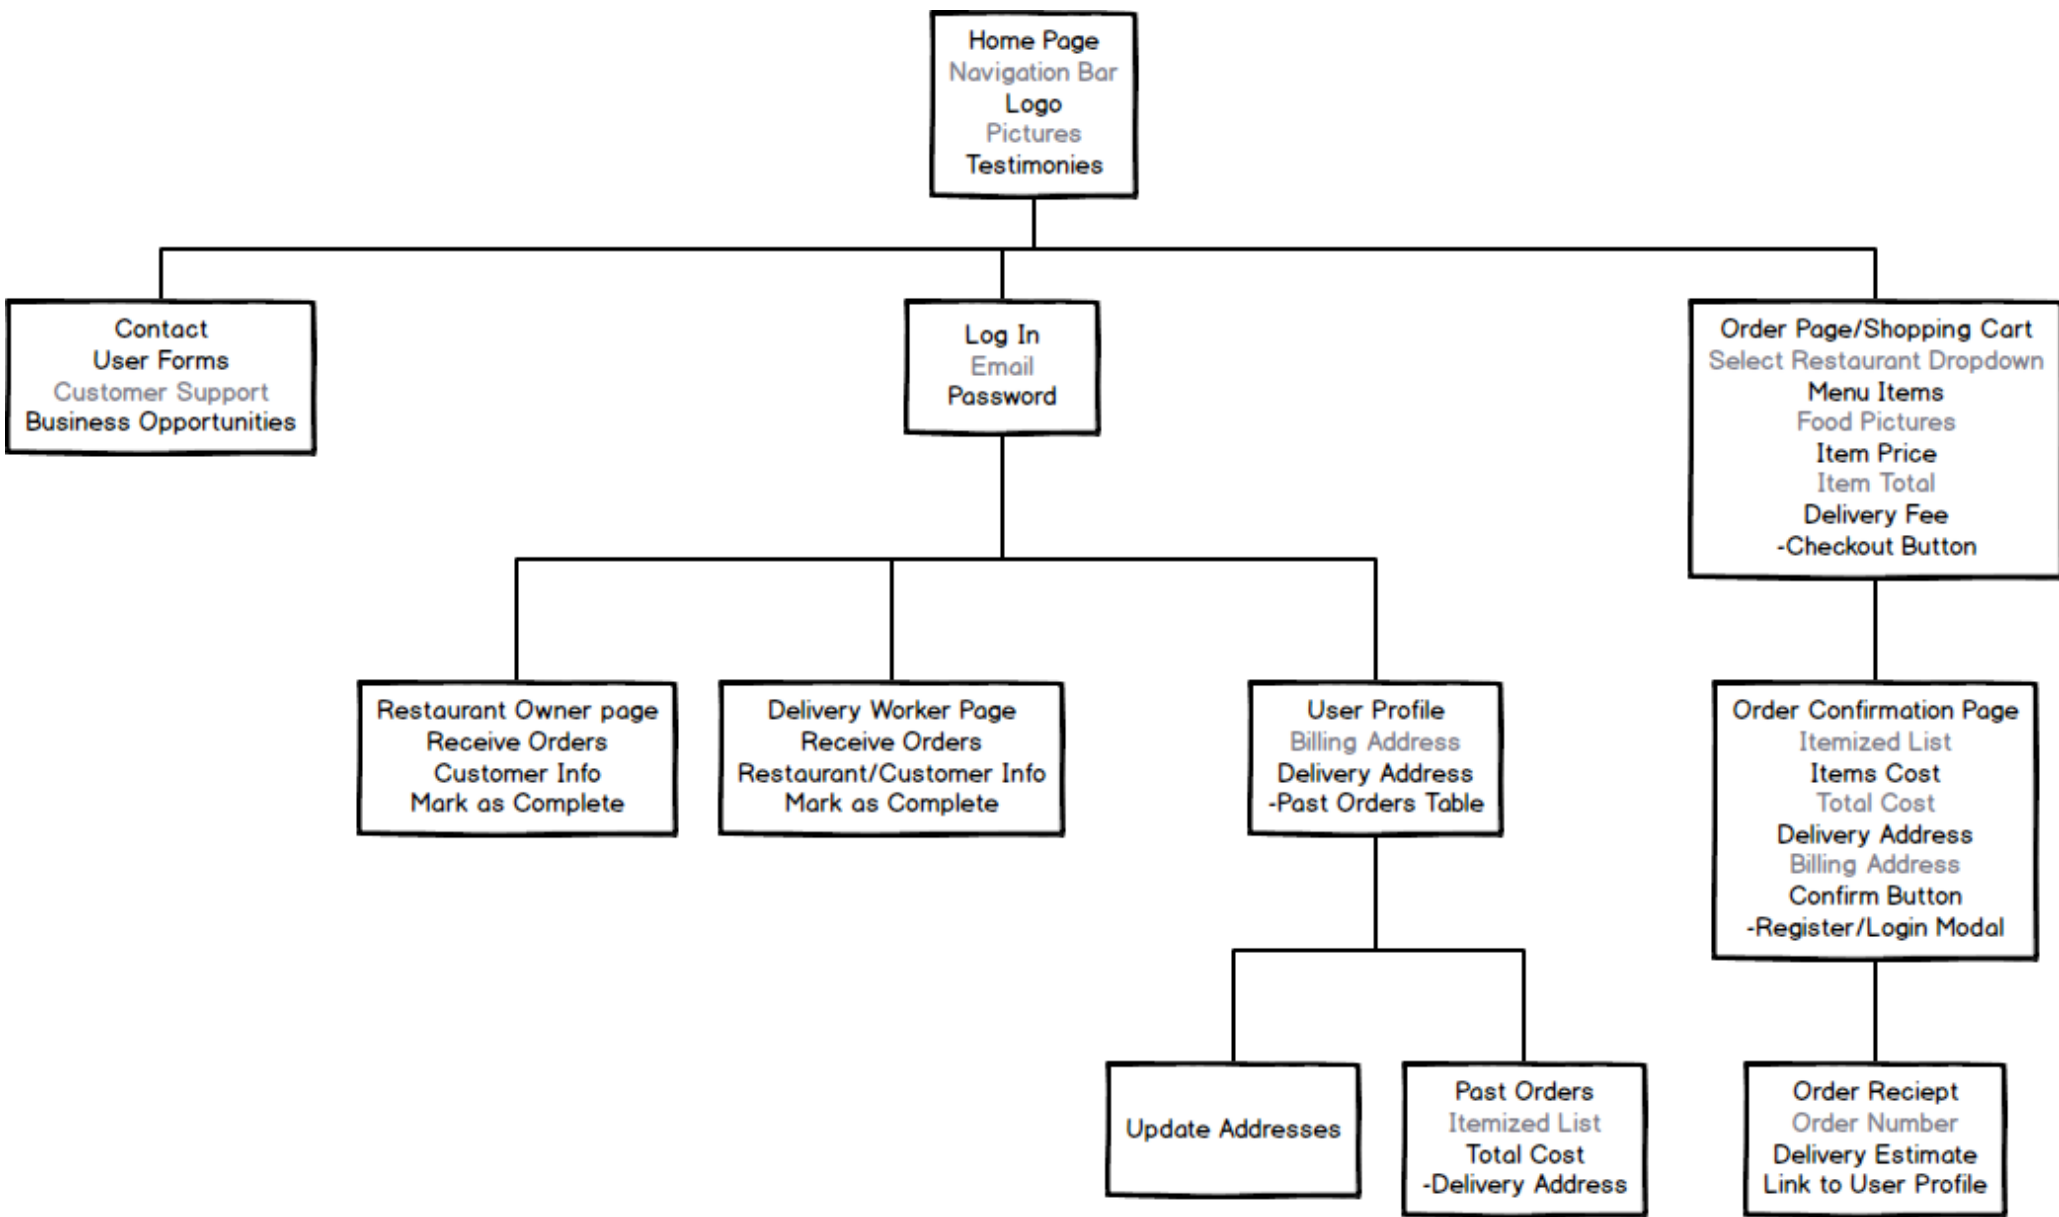 Home Page
Navigation Bar
Logo
Pictures
Testimonies
Contact
User Forms
Customer Support
Business Opportunities
Log In
Email
Password
Order Page/Shopping Cart
Select Restaurant Dropdown
Menu Items
Food Pictures
Item Price
Item Total
Delivery Fee
-Checkout Button
Restaurant Owner page
Receive Orders
Customer Info
Mark as Complete
Delivery Worker Page
Receive Orders
Restaurant/Customer Info
Mark as Complete
User Profile
Billing Address
Delivery Address
-Past Orders Table
Order Confirmation Page
Itemized List
Items Cost
Total Cost
Delivery Address
Billing Address
Confirm Button
-Register/Login Modal
Update Addresses
Past Orders
Itemized List
Total Cost
-Delivery Address
Order Reciept
Order Number
Delivery Estimate
Link to User Profile